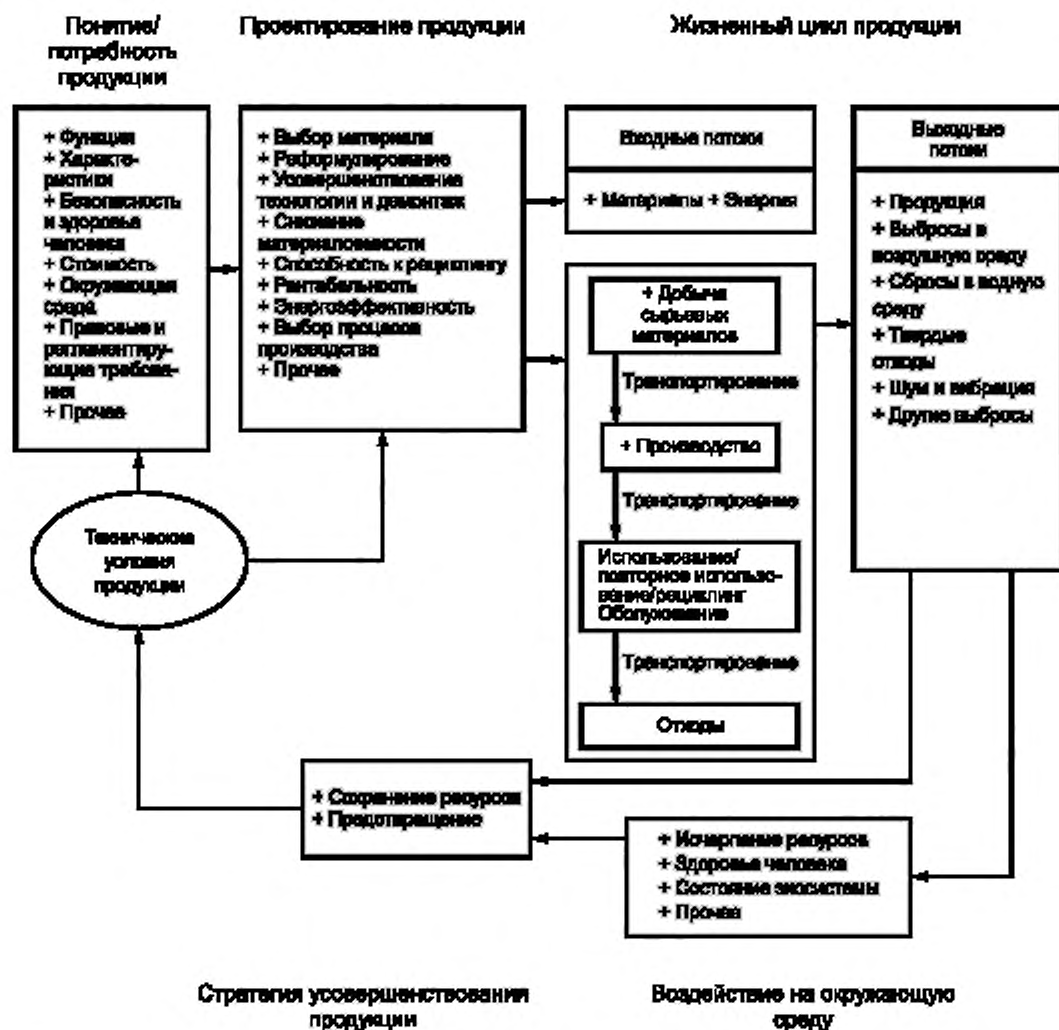 Понятие/
потребность
продукции
Проектирование продукции
Жизненный цикл продукции
+ Функция
+ Характе-
ристики
+ Безопасность
и здоровье
человека
+ Стоимость
+ Окружающая
среда
+ Правовые и
регламентиру-
ющие требова-
ния
+ Прочее
+ Выбор материала
+ Реформулирование
+ Усовершенствование
технологии и демонтаж
+ Снижение
материалоемкости
+ Способность к рециклингу
+ Рентабельность
+ Энергоэффективность
+ Выбор процесса
производства
+ Прочее
Входные потоки
+ Материалы + Энергия
Выходные
потоки
+ Продукция
+ Выбросы в
воздушную среду
+ Сбросы в водную
среду
+ Твердые
отходы
+ Шум и вибрация
+ Другие выбросы
+ Добыча
сырьевых
материалов
Транспортирование
+ Производство
Транспортирование
Использование/
повторное использо-
вание/рециклинг
Обслуживание
Транспортирование
Отходы
Технические
условия
продукции
+ Сохранение ресурсов
+ Предотвращение
+ Исчерпание ресурсов
+ Здоровье человека
+ Состояние экосистемы
+ Прочее
Стратегия усовершенствования
продукции
Воздействие на окружающую
среду